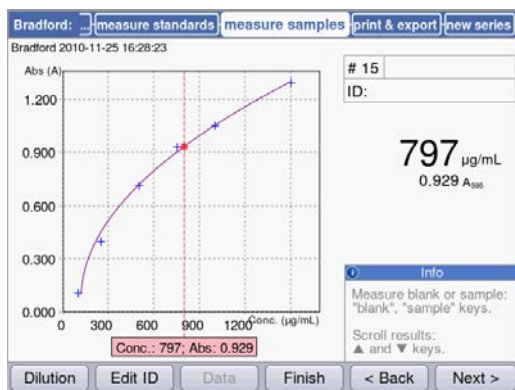 Bradford: ... measure standards measure samples print & export new series
Bradford 2010-11-25 16:28:23
Abs (A)
1.200
0.900
0.600
0.300
0.000
0 300 600 900 1200 Conc. (µg/mL)
Conc.: 797; Abs: 0.929
# 15
ID:
797 µg/mL
0.929 A595
Info
Measure blank or sample:
"blank", "sample" keys.
Scroll results:
▲ and ▼ keys.
Dilution Edit ID Data Finish < Back Next >